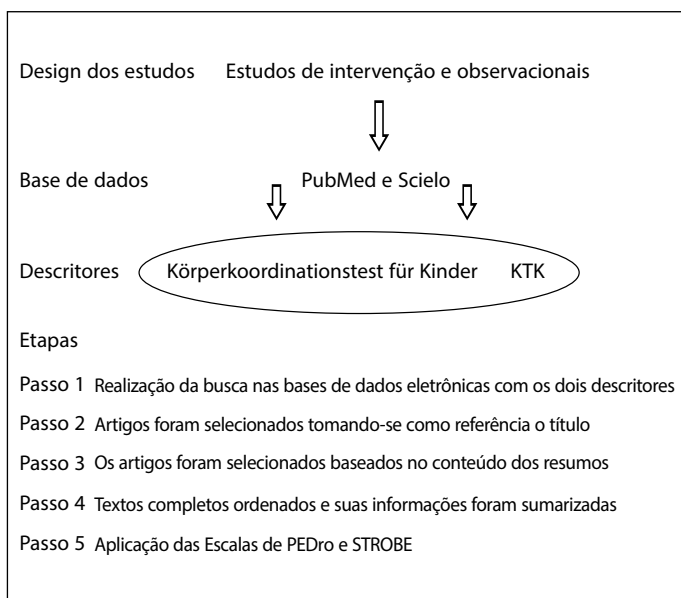 Design dos estudos Estudos de intervenção e observacionais
Base de dados PubMed e Scielo
Descritores Körperkoordinationstest für Kinder KTK
Etapas
Passo 1 Realização da busca nas bases de dados eletrônicas com os dois descritores
Passo 2 Artigos foram selecionados tomando-se como referência o título
Passo 3 Os artigos foram selecionados baseados no conteúdo dos resumos
Passo 4 Textos completos ordenados e suas informações foram sumarizadas
Passo 5 Aplicação das Escalas de PEDro e STROBE